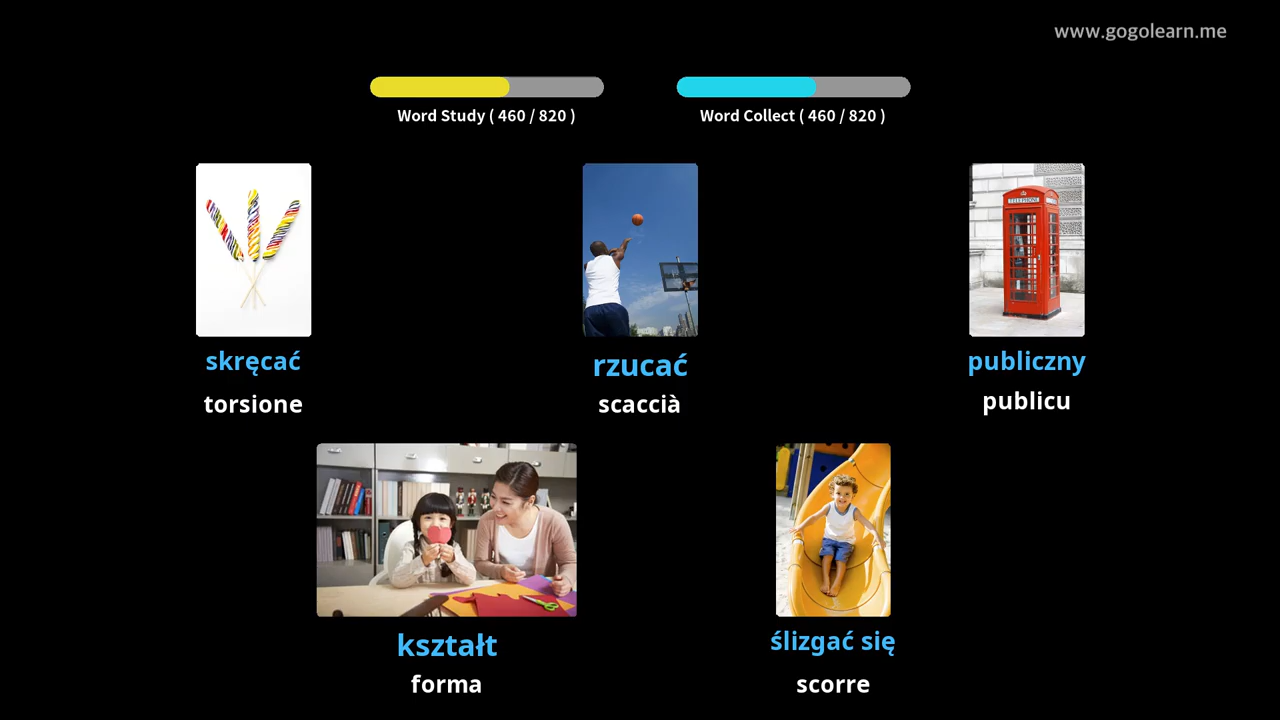 www.gogolearn.me
Word Study ( 460 / 820 )
Word Collect ( 460 / 820 )
TELEPHONE
skręcać
rzucać
publiczny
torsione
scaccià
publicu
kształt
ślizgać się
forma
scorre